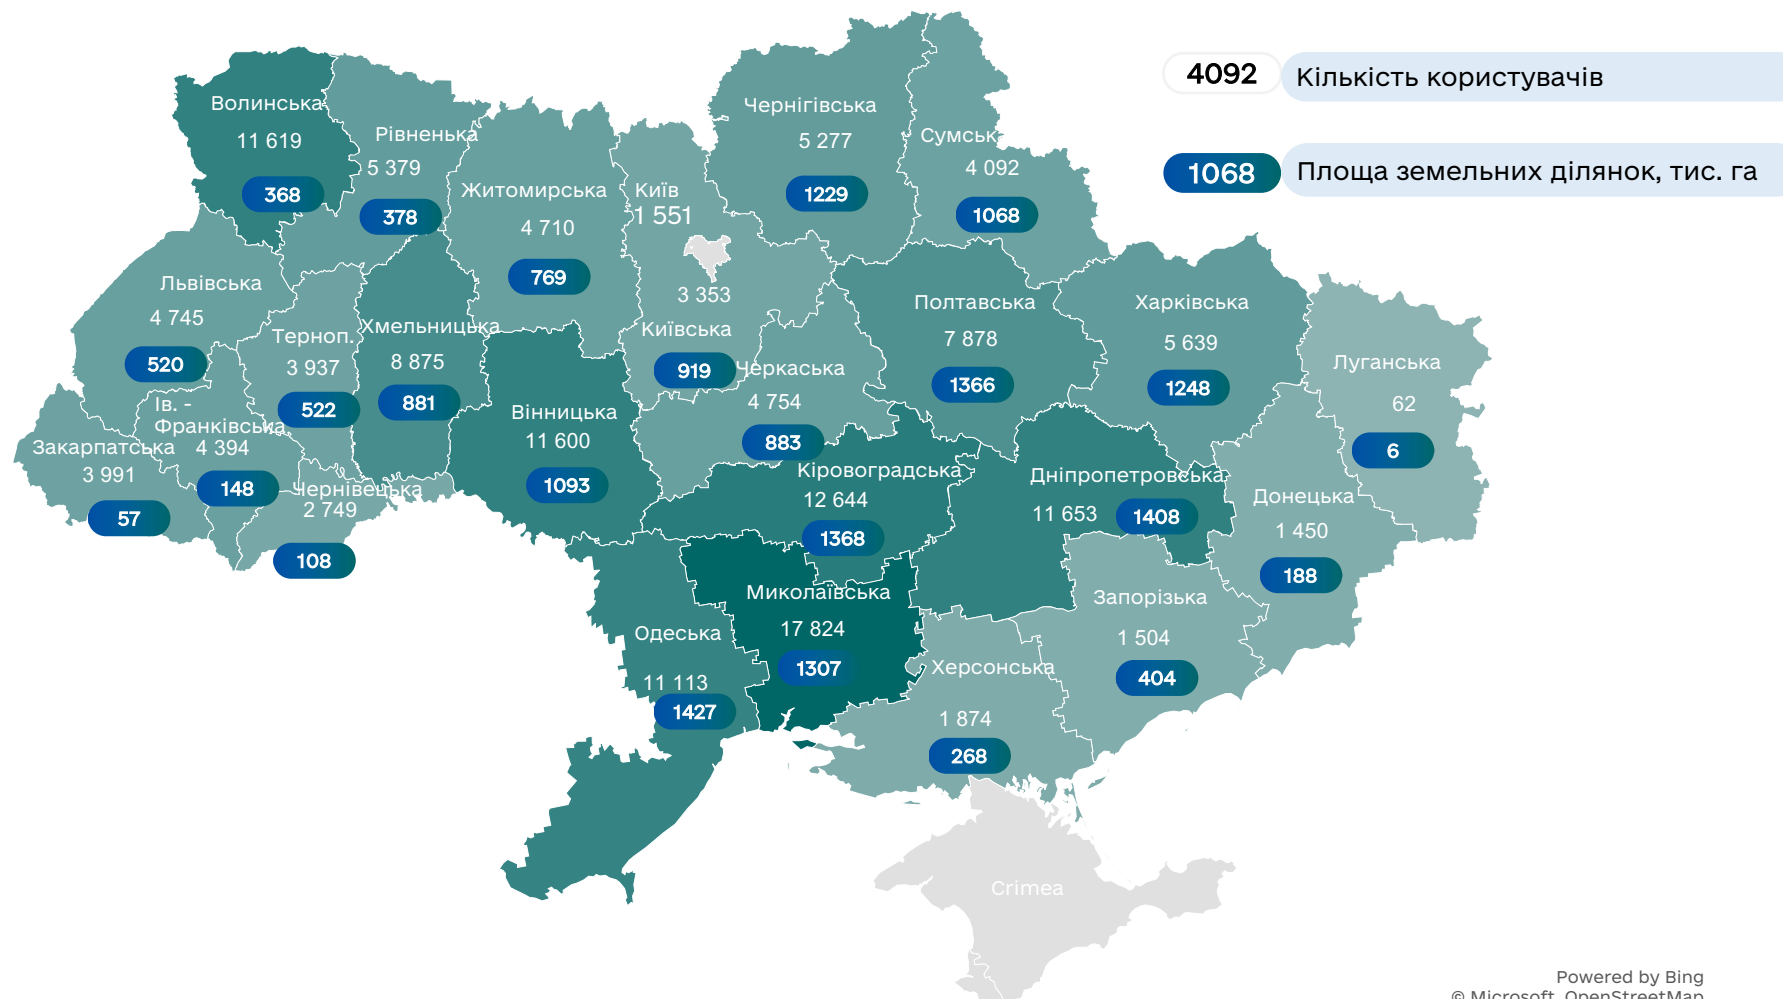 4092
Кількість користувачів
1068
Площа земельних ділянок, тис. га
Волинська
11 619
368
Рівненька
5 379
378
Житомирська
4 710
769
Київ
1 551
3 353
Київська
919
Чернігівська
5 277
1229
Сумськ
4 092
1068
Львівська
4 745
520
Терноп.
3 937
522
Хмельницька
8 875
881
Вінницька
11 600
1093
Черкаська
4 754
883
Полтавська
7 878
1366
Харківська
5 639
1248
Луганська
62
6
Закарпатська
3 991
57
Ів. -
Франківська
4 394
148
Чернівецька
2 749
108
Кіровоградська
12 644
1368
Дніпропетровська
11 653
1408
Донецька
1 450
188
Миколаївська
17 824
1307
Одеська
11 113
1427
Запорізька
1 504
404
Херсонська
1 874
268
Crimea
Powered by Bing
© Microsoft, OpenStreetMap